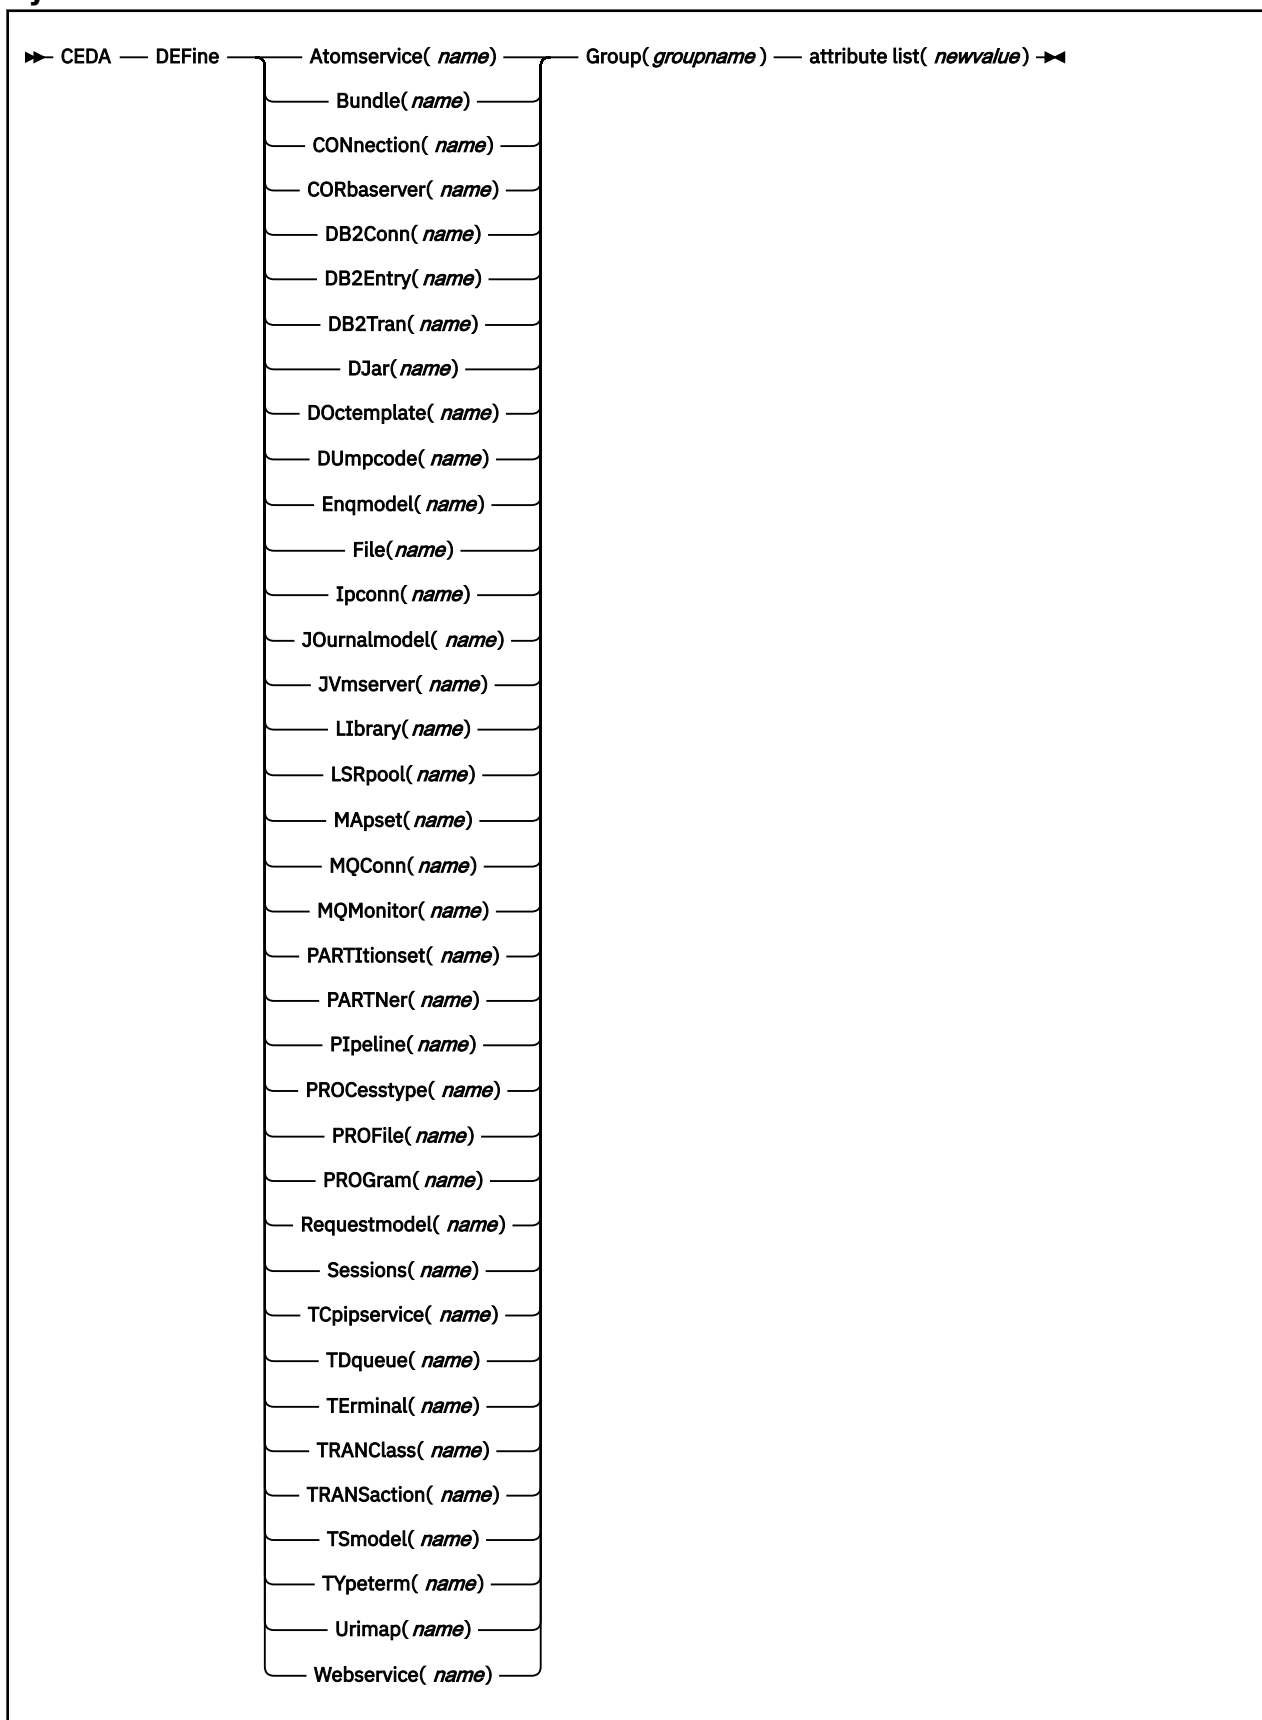 CEDA DEFine Atomservice( name) Group( groupname ) attribute list( newvalue )
Bundle( name)
CONnection( name)
CORbaserver( name)
DB2Conn( name)
DB2Entry( name)
DB2Tran( name)
DJar( name)
DOctemplate( name)
DUmpcode( name)
Enqmodel( name)
File( name)
Ipconn( name)
JOurnalmodel( name)
JVmserver( name)
LIbrary( name)
LSRpool( name)
MApset( name)
MQConn( name)
MQMonitor( name)
PARTItionset( name)
PARTNer( name)
PIpeline( name)
PROCesstype( name)
PROFile( name)
PROGram( name)
Requestmodel( name)
Sessions( name)
TCpipservice( name)
TDqueue( name)
TErminal( name)
TRANClass( name)
TRANSaction( name)
TSmodel( name)
TYpeterm( name)
Urimap( name)
Webservice( name)